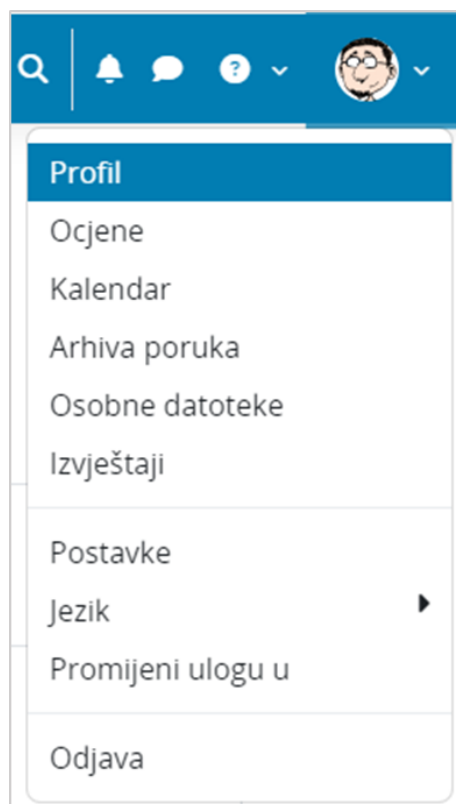 Profil
Ocjene
Kalendar
Arhiva poruka
Osobne datoteke
Izvještaji
Postavke
Jezik
Promijeni ulogu u
Odjava